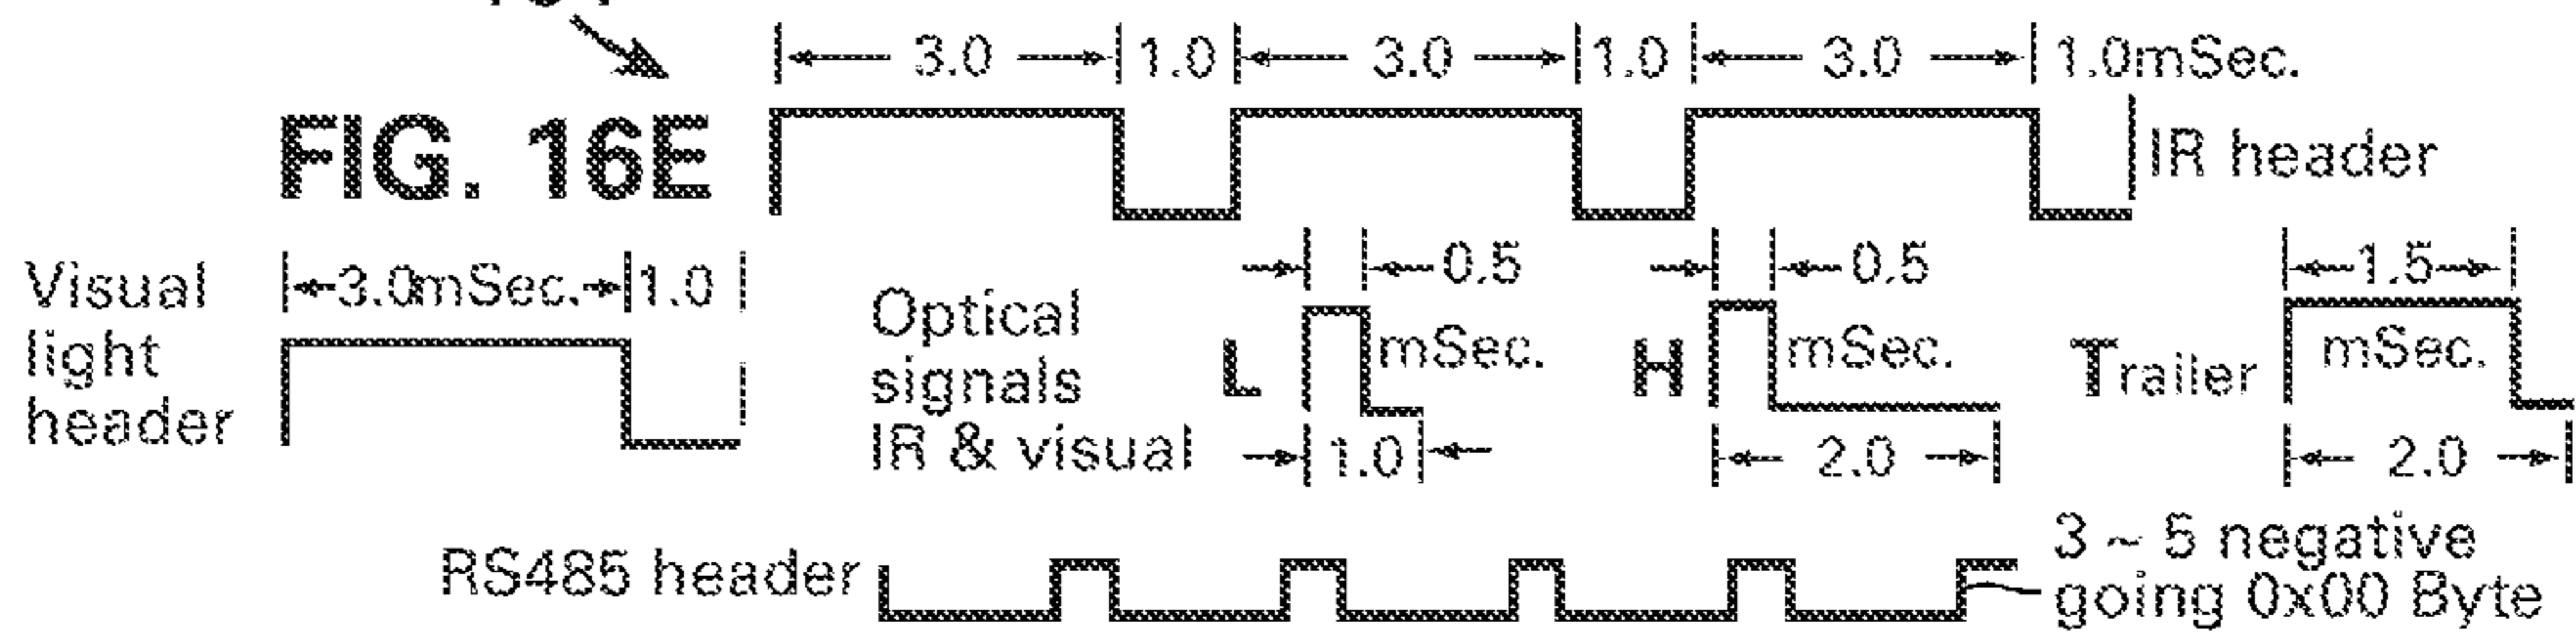 3.0 1.0 3.0 1.0 3.0 1.0mSec.
FIG. 16E
IR header
Visual
light
header
3.0mSec. 1.0
Optical
signals
IR & visual
L
0.5
mSec.
1.0
H
0.5
mSec.
2.0
Trailer
1.5
mSec.
2.0
RS485 header
3 ~ 5 negative
going 0x00 Byte